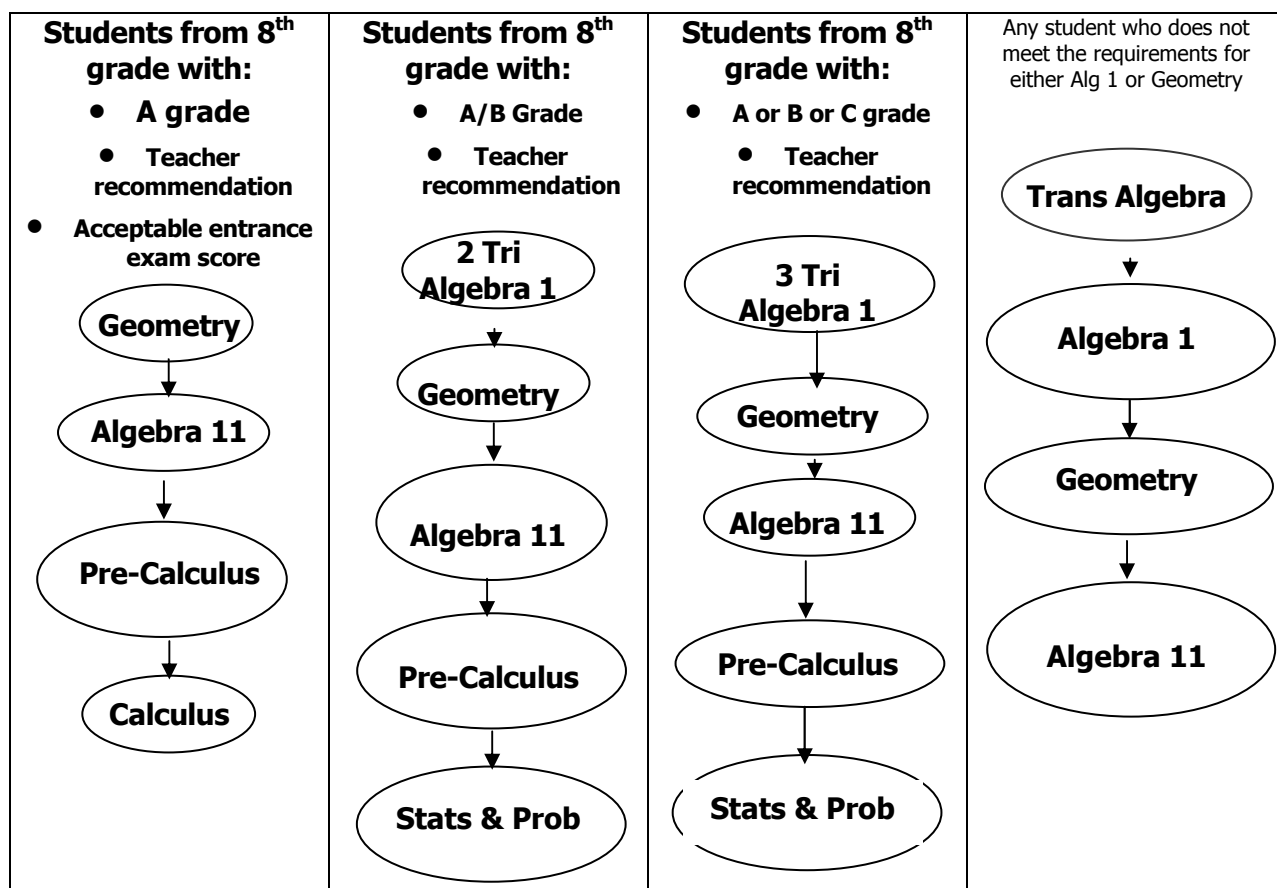 Students from 8th
grade with:
• A grade
• Teacher
recommendation
• Acceptable entrance
exam score
Geometry
Algebra 11
Pre-Calculus
Calculus
Students from 8th
grade with:
• A/B Grade
• Teacher
recommendation
2 Tri
Algebra 1
Geometry
Algebra 11
Pre-Calculus
Stats & Prob
Students from 8th
grade with:
• A or B or C grade
• Teacher
recommendation
3 Tri
Algebra 1
Geometry
Algebra 11
Pre-Calculus
Stats & Prob
Any student who does not
meet the requirements for
either Alg 1 or Geometry
Trans Algebra
Algebra 1
Geometry
Algebra 11